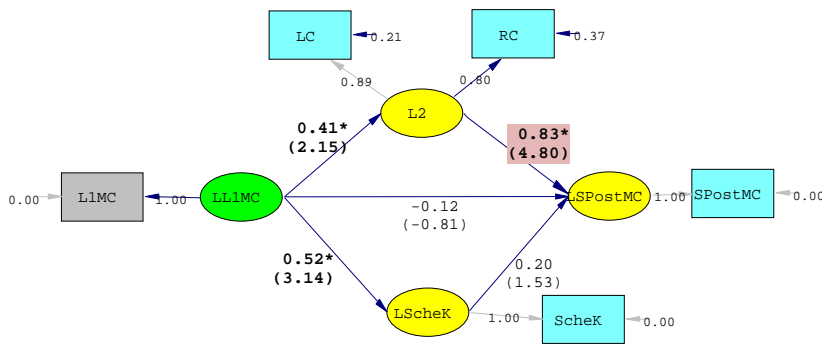 LC
0.21
RC
0.37
0.89
0.80
L2
0.41*
(2.15)
0.83*
(4.80)
0.00
L1MC
1.00
LL1MC
-0.12
(-0.81)
LSPostMC
1.00
SPostMC
0.00
0.52*
(3.14)
0.20
(1.53)
LScheK
1.00
ScheK
0.00